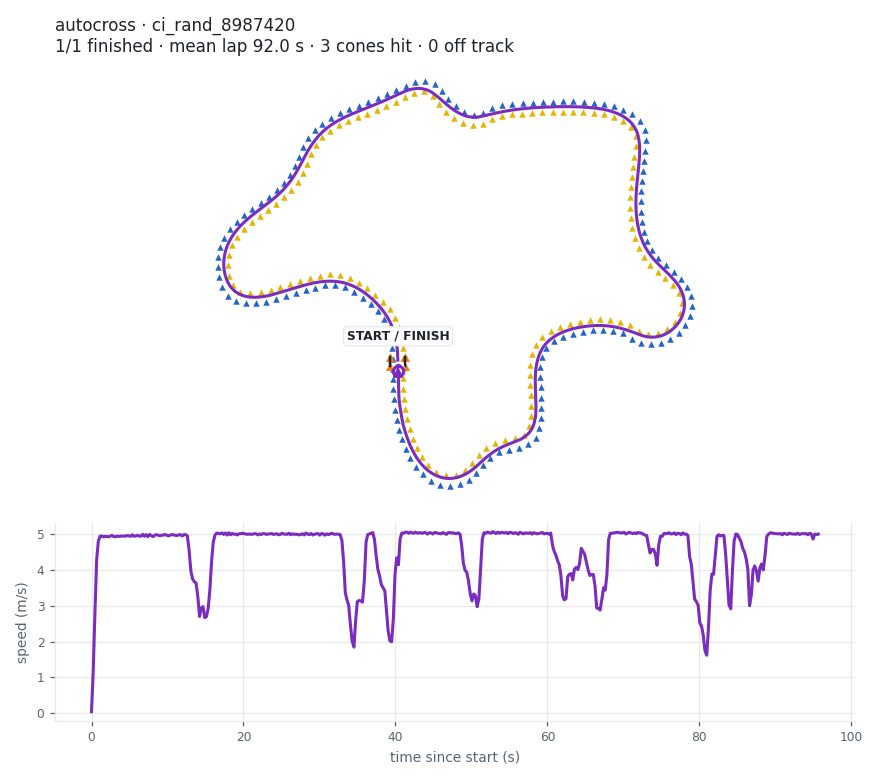 autocross · ci_rand_8987420
1/1 finished · mean lap 92.0 s · 3 cones hit · 0 off track
START / FINISH
speed (m/s)
5
4
3
2
1
0
0 20 40 60 80 100
time since start (s)